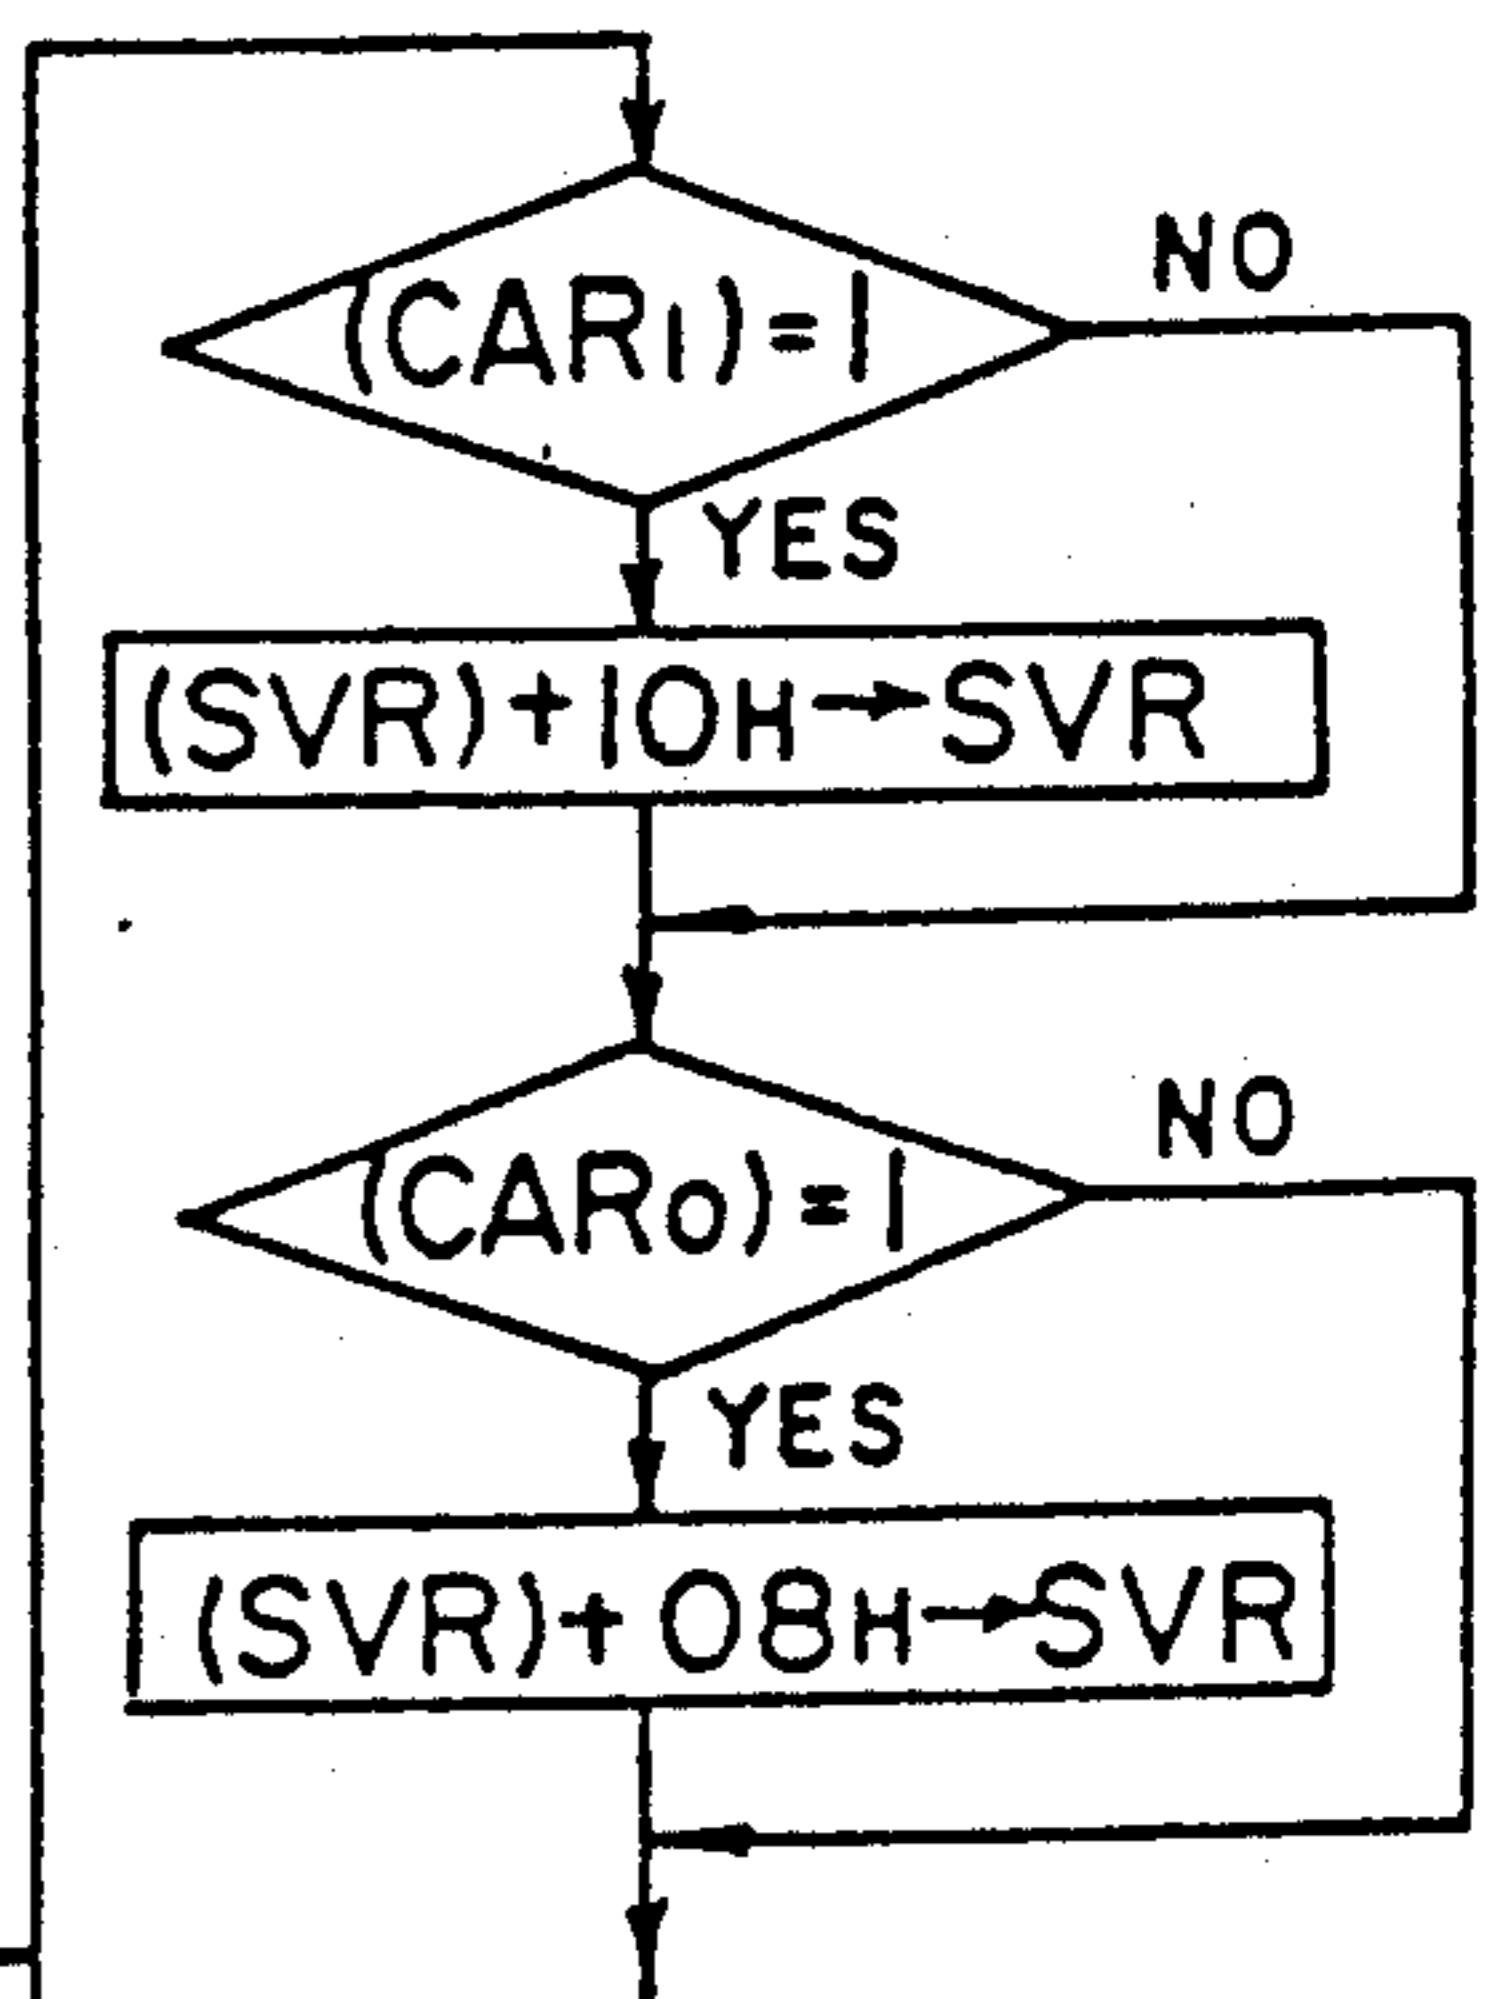 NO
(CAR1)=1
YES
(SVR)+10H→SVR
NO
(CAR0)=1
YES
(SVR)+08H→SVR